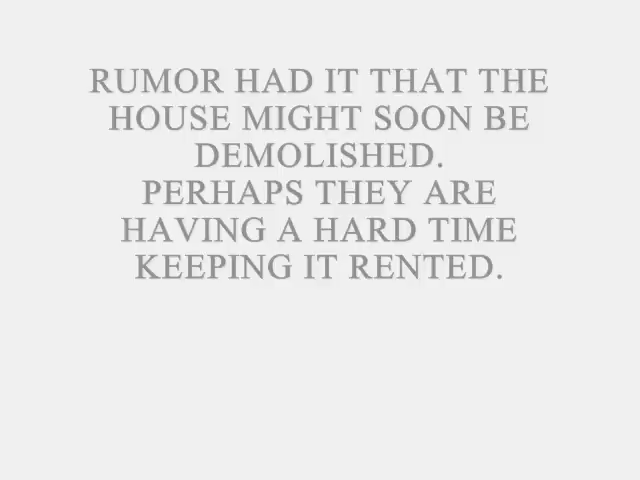 RUMOR HAD IT THAT THE
HOUSE MIGHT SOON BE
DEMOLISHED.
PERHAPS THEY ARE
HAVING A HARD TIME
KEEPING IT RENTED.